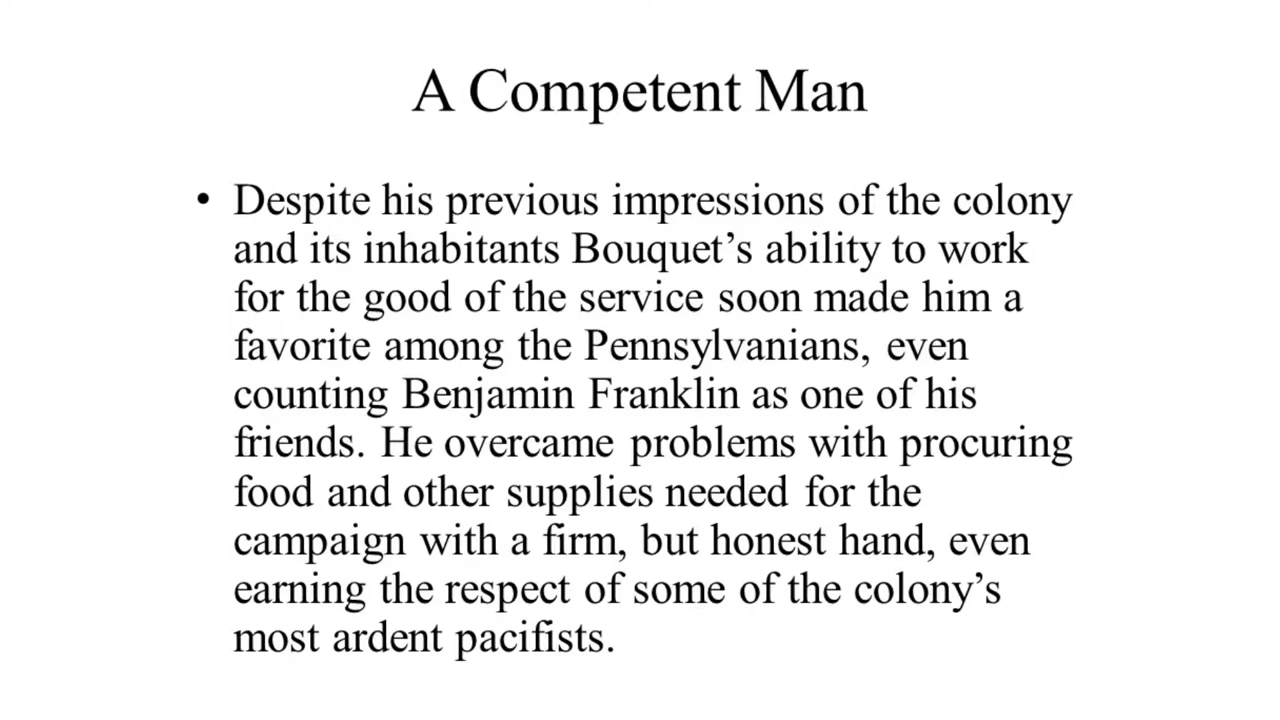 A Competent Man
• Despite his previous impressions of the colony
and its inhabitants Bouquet’s ability to work
for the good of the service soon made him a
favorite among the Pennsylvanians, even
counting Benjamin Franklin as one of his
friends. He overcame problems with procuring
food and other supplies needed for the
campaign with a firm, but honest hand, even
earning the respect of some of the colony’s
most ardent pacifists.